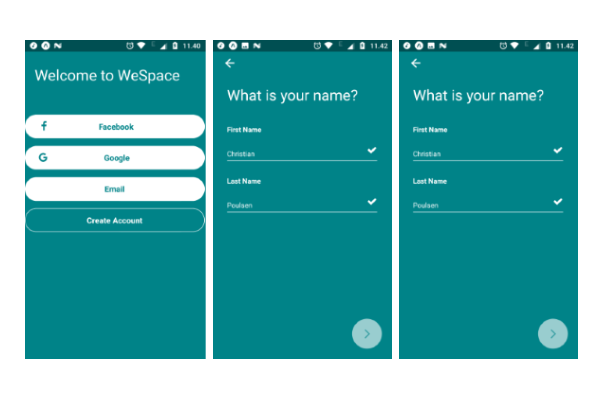 11.40
Welcome to WeSpace
Facebook
Google
Email
Create Account
11.42
What is your name?
First Name
Christian
Last Name
Poulsen
11.42
What is your name?
First Name
Christian
Last Name
Poulsen